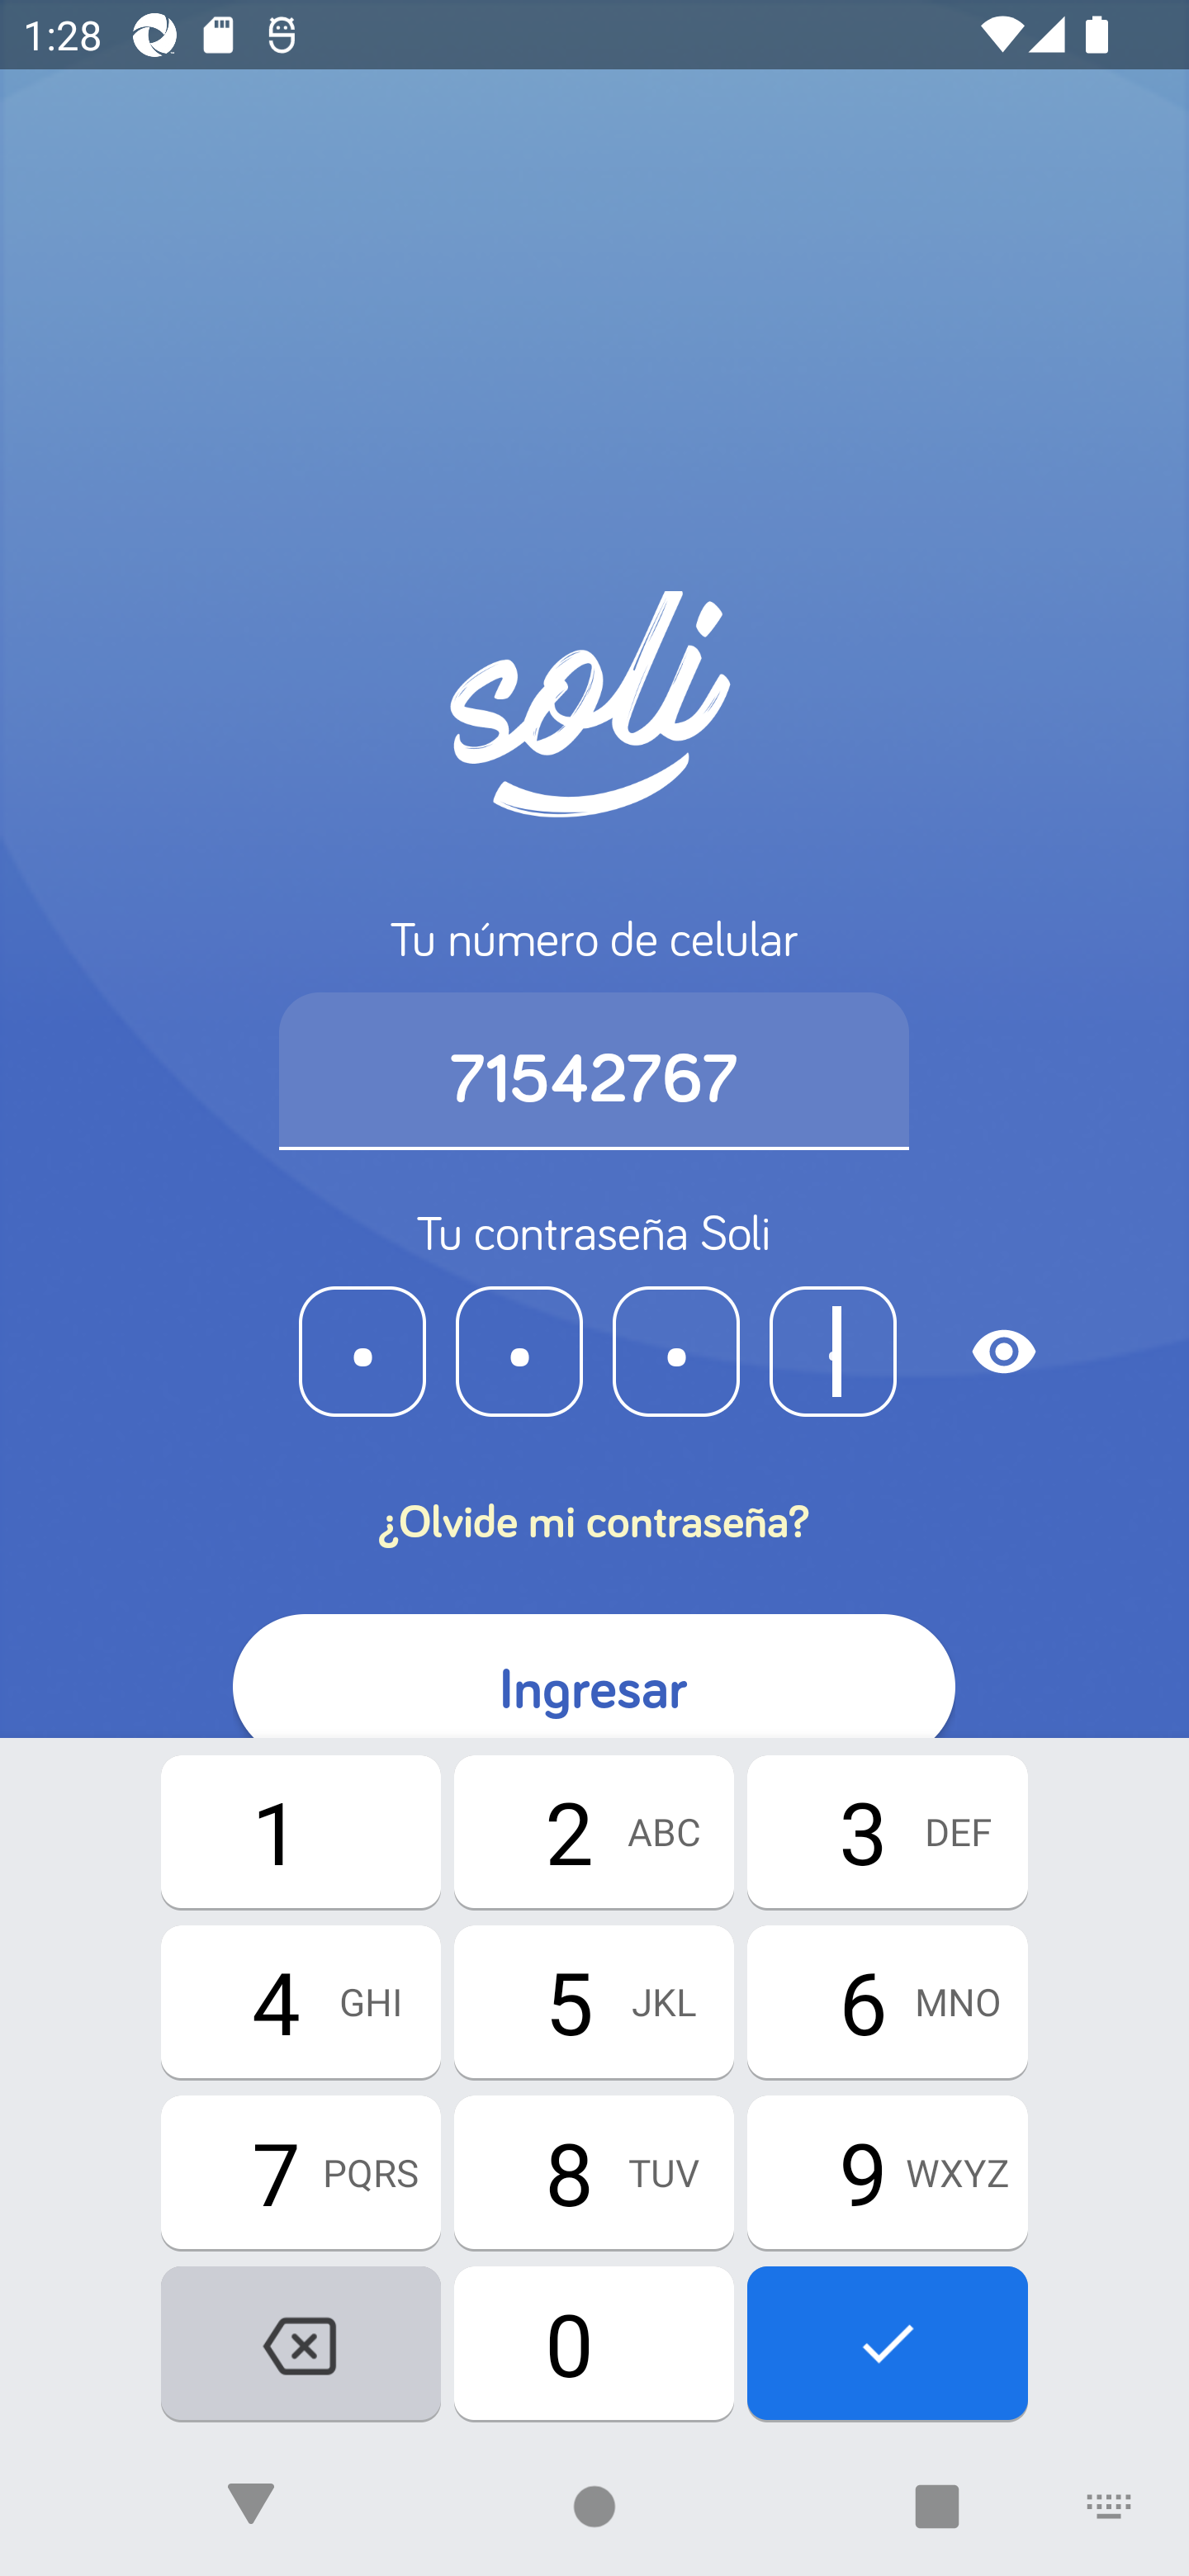 1:28
soli
Tu número de celular
71542767
Tu contraseña Soli
¿Olvide mi contraseña?
Ingresar
1
2 ABC
3 DEF
4 GHI
5 JKL
6 MNO
7 PQRS
8 TUV
9 WXYZ
0